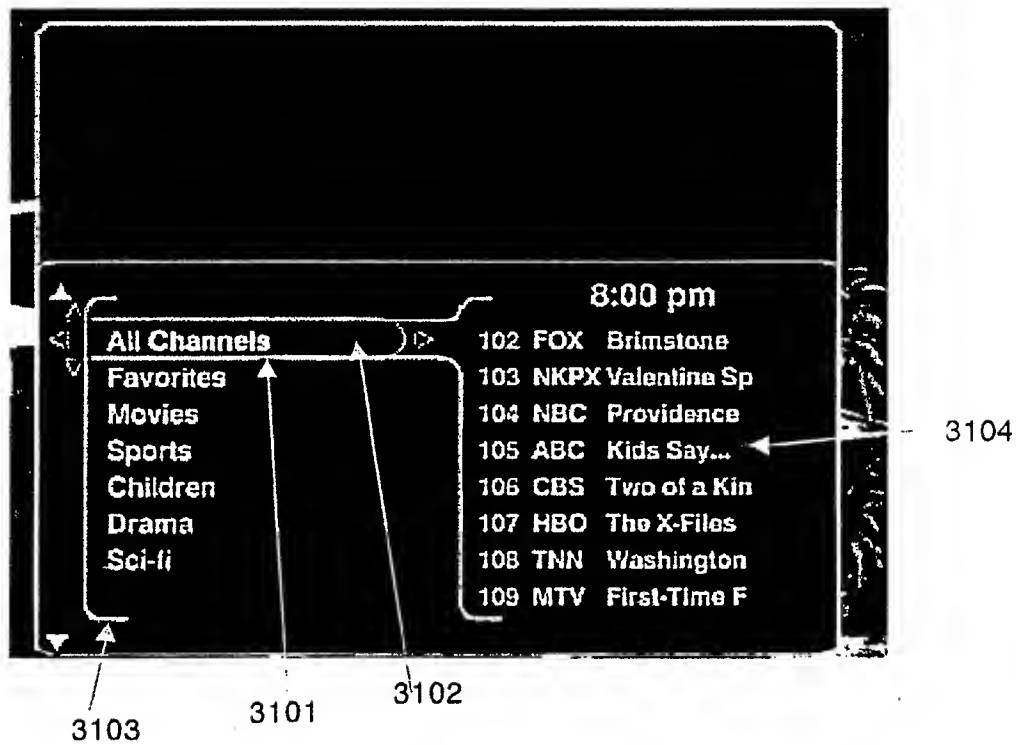 8:00 pm
All Channels
Favorites
Movies
Sports
Children
Drama
Sci-fi
102 FOX Brimstone
103 NKPX Valentine Sp
104 NBC Providence
105 ABC Kids Say...
106 CBS Two of a Kin
107 HBO The X-Files
108 TNN Washington
109 MTV First-Time F
3104
3103
3101
3102